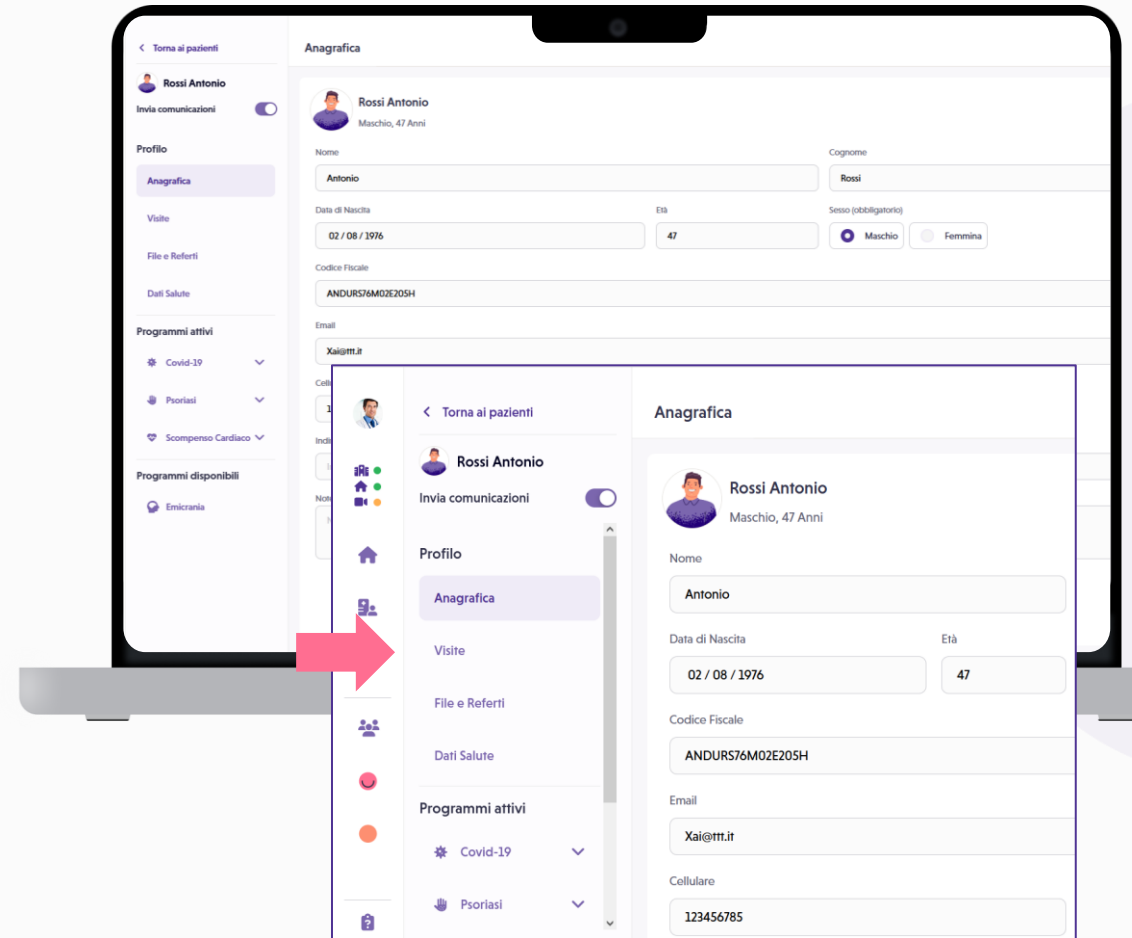 Torna ai pazienti
Rossi Antonio
Invia comunicazioni
Profilo
Anagrafica
Visite
File e Referti
Dati Salute
Programmi attivi
Covid-19
Psoriasi
Scompenso Cardiaco
Programmi disponibili
Emicrania
Anagrafica
Rossi Antonio
Maschio, 47 Anni
Nome
Cognome
Antonio
Rossi
Data di Nascita
Età
Sesso (obbligatorio)
02 / 08 / 1976
47
Maschio
Femmina
Codice Fiscale
ANDURS76M02E205H
Email
Xai@ttt.it
Torna ai pazienti
Rossi Antonio
Invia comunicazioni
Profilo
Anagrafica
Visite
File e Referti
Dati Salute
Programmi attivi
Covid-19
Psoriasi
Anagrafica
Rossi Antonio
Maschio, 47 Anni
Nome
Antonio
Data di Nascita
Età
02 / 08 / 1976
47
Codice Fiscale
ANDURS76M02E205H
Email
Xai@ttt.it
Cellulare
123456785